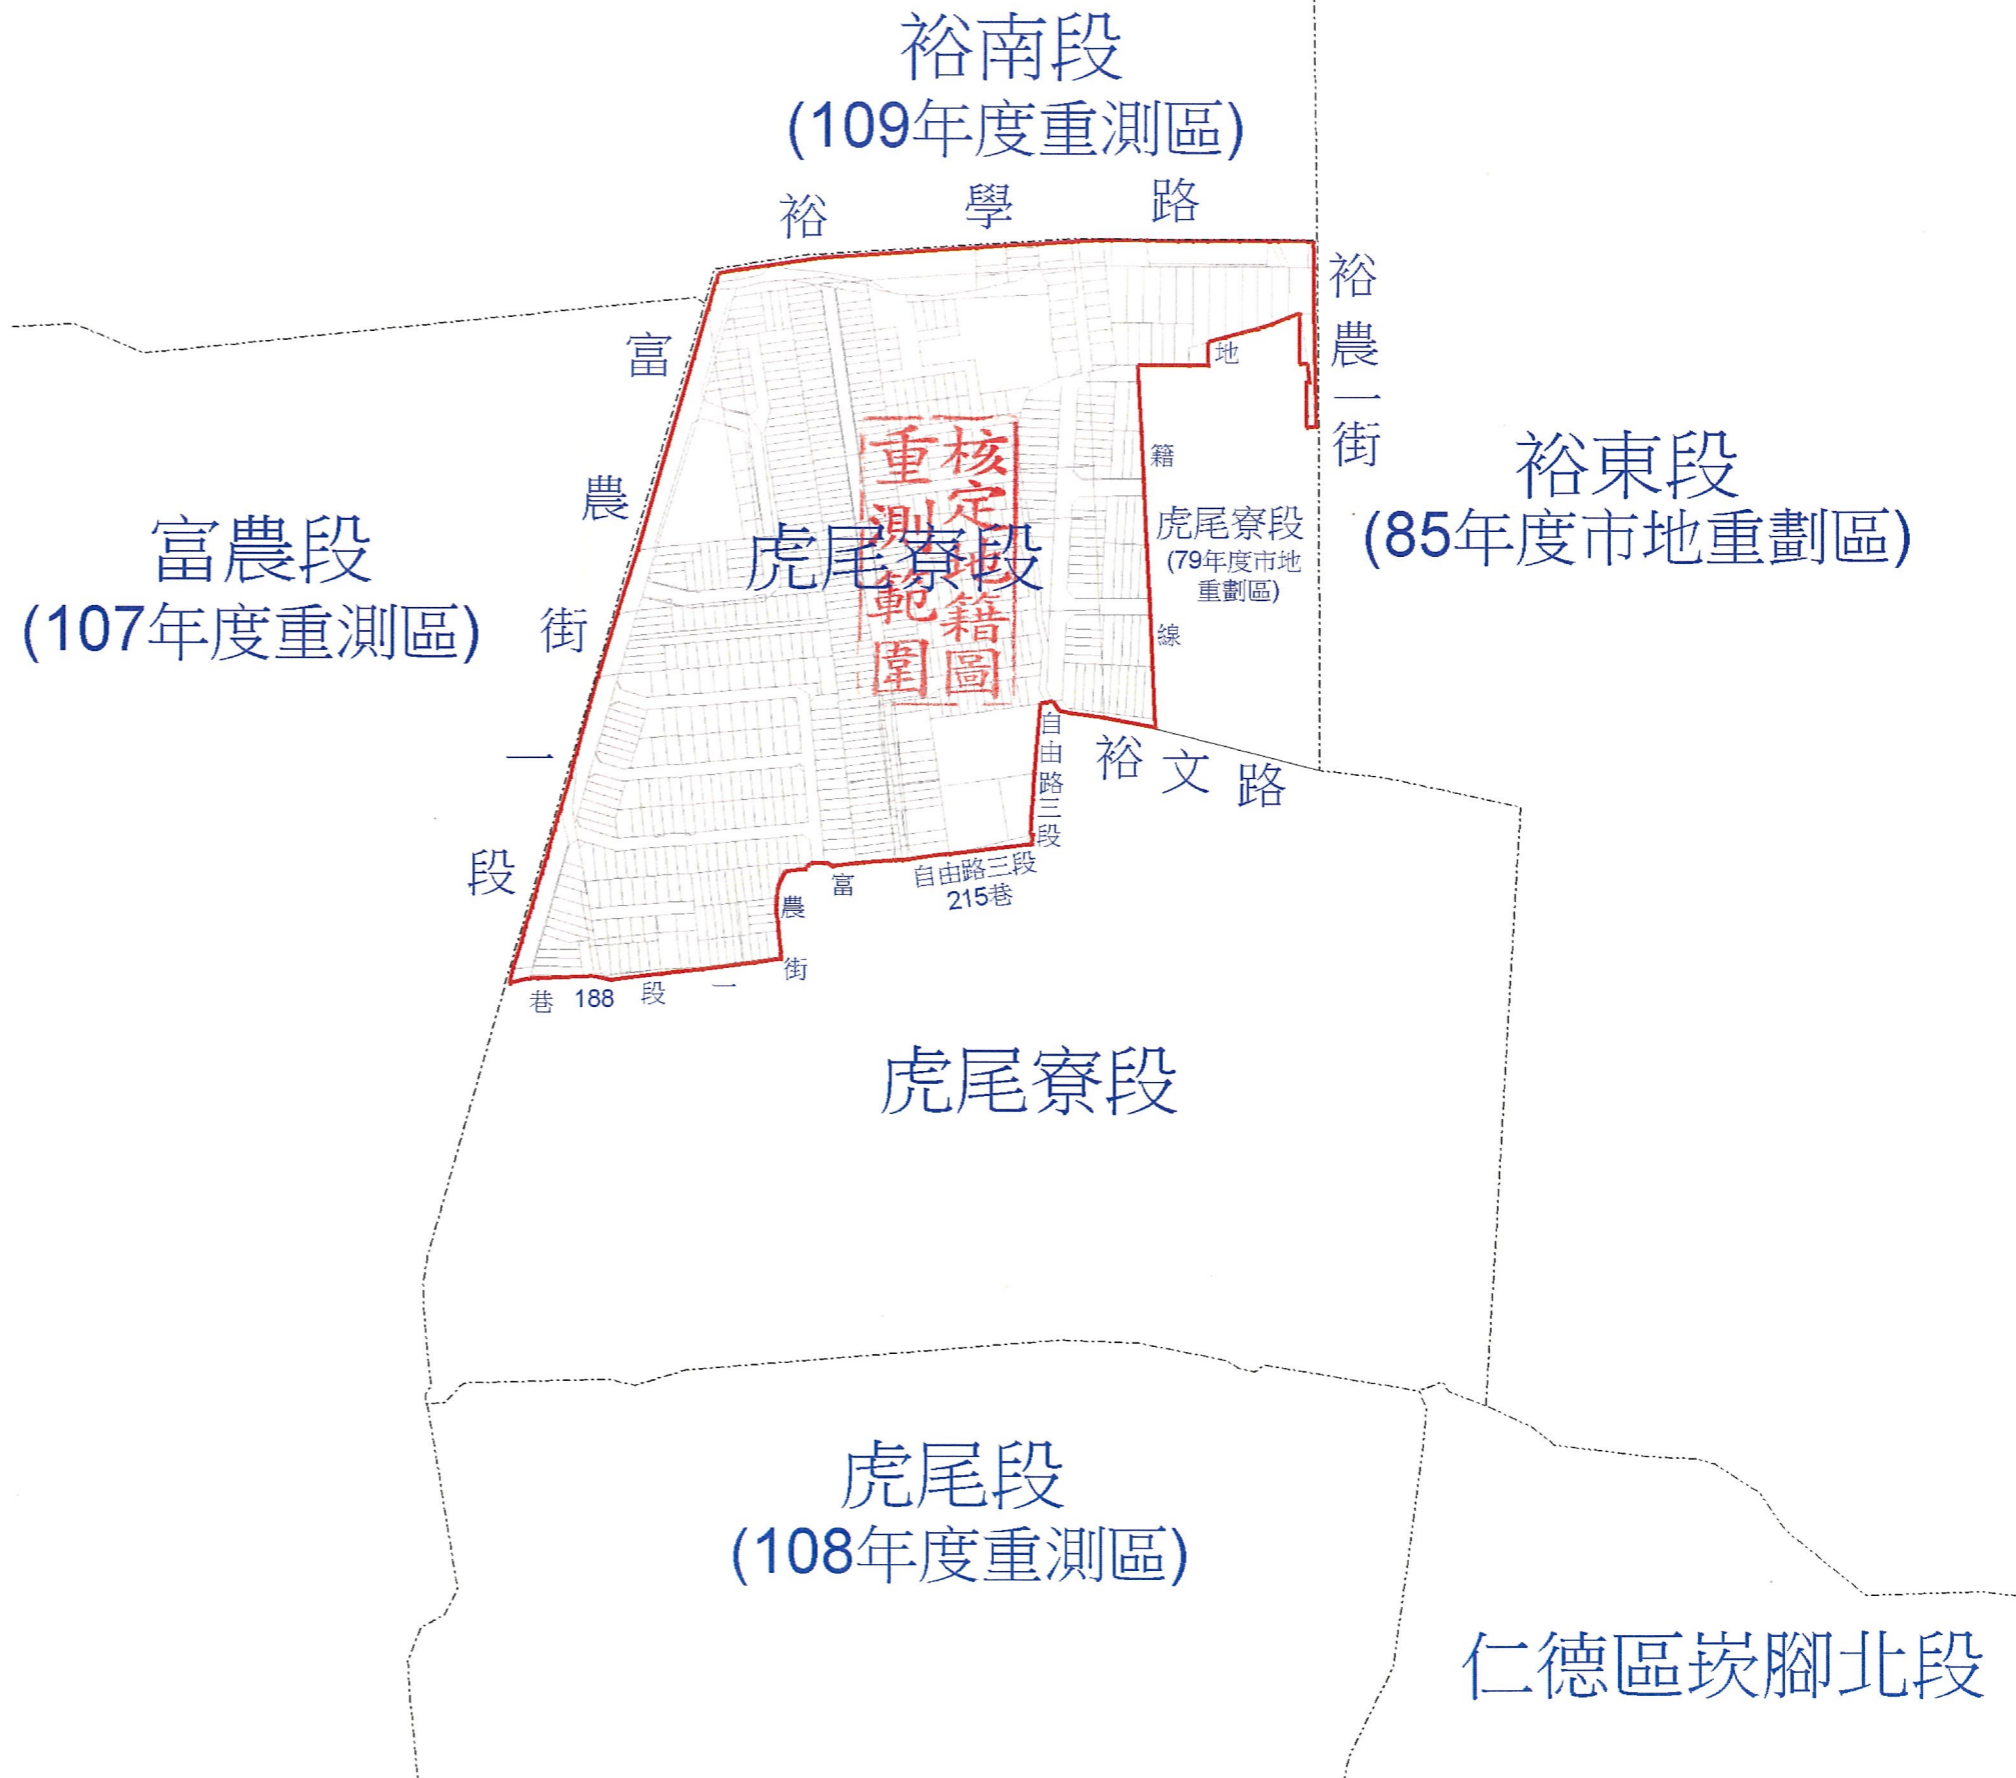 裕南段
(109年度重測區)
裕學路
裕農一街
富農街一段
地籍線
核定地籍圖
重測範圍
虎尾寮段
虎尾寮段
(79年度市地
重劃區)
裕東段
(85年度市地重劃區)
富農段
(107年度重測區)
自由路三段
裕文路
自由路三段
215巷
富農街一段188巷
虎尾寮段
虎尾段
(108年度重測區)
仁德區崁腳北段